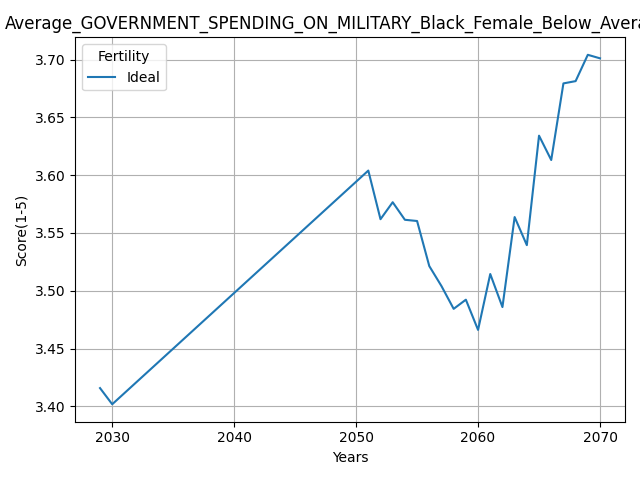 Average_GOVERNMENT_SPENDING_ON_MILITARY_Black_Female_Below_Avera
Fertility
Ideal
Score(1-5)
3.70
3.65
3.60
3.55
3.50
3.45
3.40
2030 2040 2050 2060 2070
Years